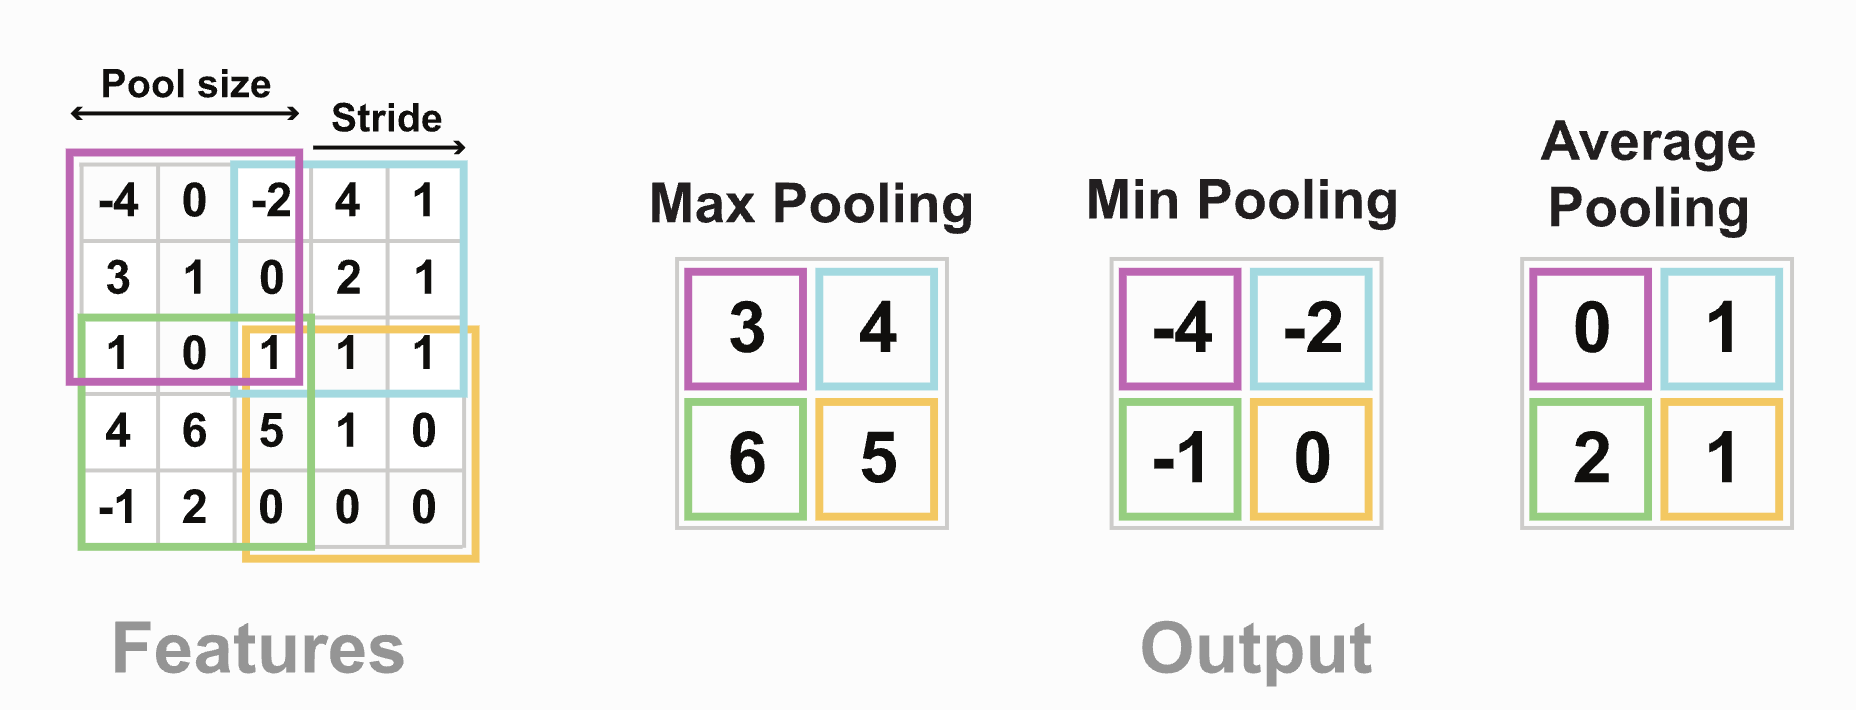 Pool size
Stride
-4 0 -2 4 1
3 1 0 2 1
1 0 1 1 1
4 6 5 1 0
-1 2 0 0 0
Features
Max Pooling
3 4
6 5
Min Pooling
-4 -2
-1 0
Average
Pooling
0 1
2 1
Output